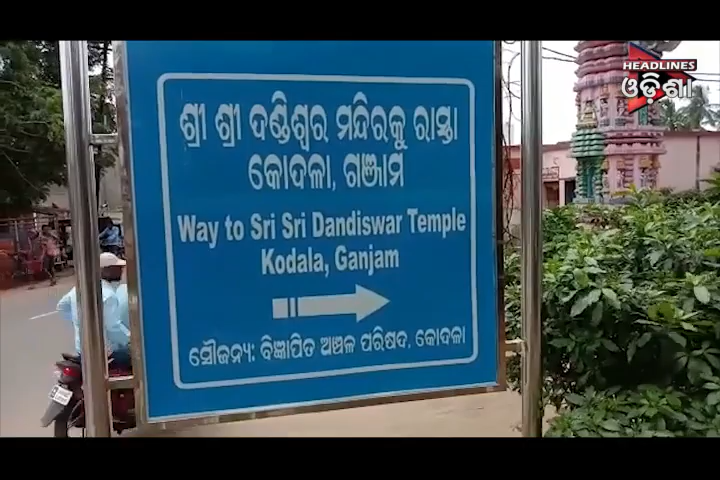 HEADLINES
ଓଡ଼ିଶା
ଶ୍ରୀ ଶ୍ରୀ ଦଣ୍ଡିଶ୍ୱର ମନ୍ଦିରକୁ ରାସ୍ତା
କୋଦଳା, ଗଞ୍ଜାମ
Way to Sri Sri Dandiswar Temple
Kodala, Ganjam
ସୌଜନ୍ୟ: ବିଜ୍ଞାପିତ ଅଞ୍ଚଳ ପରିଷଦ, କୋଦଳା